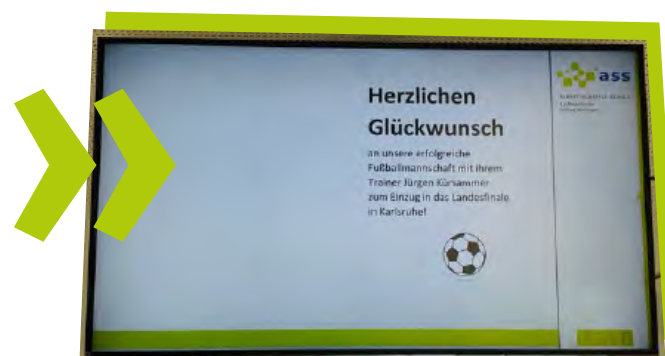 Herzlichen
Glückwunsch
an unsere erfolgreiche
Fußballmannschaft mit ihrem
Trainer Jürgen Kürsammer
zum Einzug in das Landesfinale
in Karlsruhe!
ass